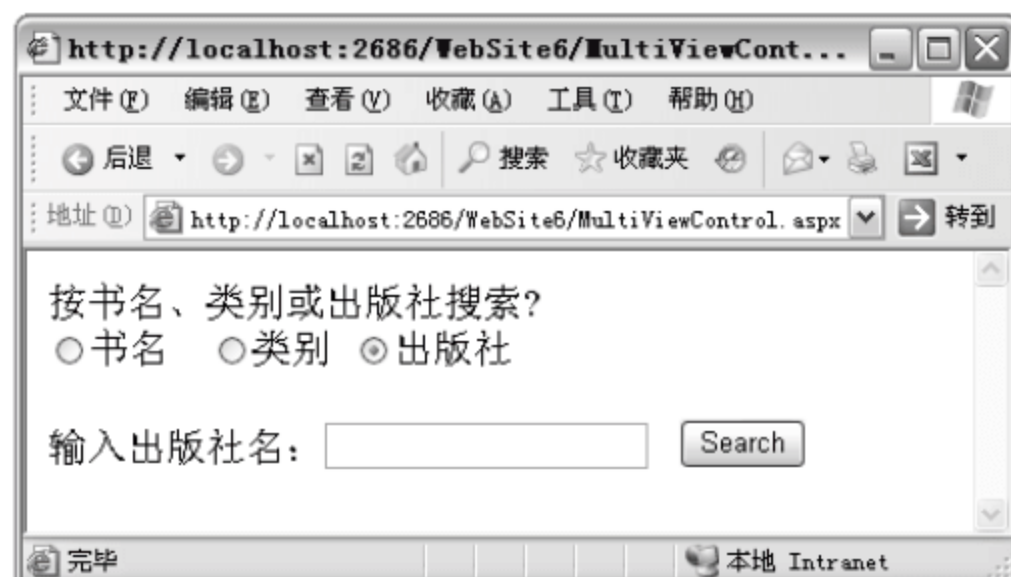 http://localhost:2686/WebSite6/MultiViewCont...
文件(F) 编辑(E) 查看(V) 收藏(A) 工具(T) 帮助(H)
后退 搜索 收藏夹
地址(D) http://localhost:2686/WebSite6/MultiViewControl.aspx 转到
按书名、类别或出版社搜索?
书名 类别 出版社
输入出版社名: Search
完毕 本地 Intranet